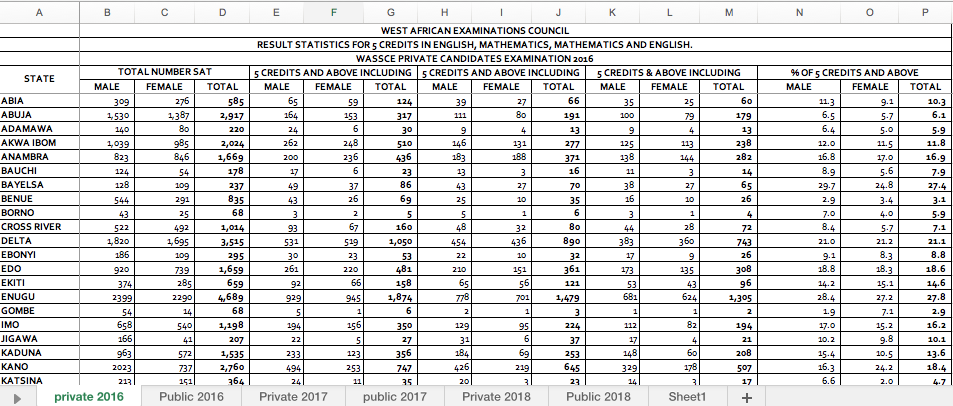 A B C D E F G H I J K L M N O P
WEST AFRICAN EXAMINATIONS COUNCIL
RESULT STATISTICS FOR 5 CREDITS IN ENGLISH, MATHEMATICS, MATHEMATICS AND ENGLISH.
WASSCE PRIVATE CANDIDATES EXAMINATION 2016
STATE TOTAL NUMBER SAT 5 CREDITS AND ABOVE INCLUDING 5 CREDITS AND ABOVE INCLUDING 5 CREDITS & ABOVE INCLUDING % OF 5 CREDITS AND ABOVE
MALE FEMALE TOTAL MALE FEMALE TOTAL MALE FEMALE TOTAL MALE FEMALE TOTAL MALE FEMALE TOTAL
ABIA 309 276 585 65 59 124 39 27 66 35 25 60 11.3 9.1 10.3
ABUJA 1,530 1,387 2,917 164 153 317 111 80 191 100 79 179 6.5 5.7 6.1
ADAMAWA 140 80 220 24 6 30 9 4 13 9 4 13 6.4 5.0 5.9
AKWA IBOM 1,039 985 2,024 262 248 510 146 131 277 125 113 238 12.0 11.5 11.8
ANAMBRA 823 846 1,669 200 236 436 183 188 371 138 144 282 16.8 17.0 16.9
BAUCHI 124 54 178 17 6 23 13 3 16 11 3 14 8.9 5.6 7.9
BAYELSA 128 109 237 49 37 86 43 27 70 38 27 65 29.7 24.8 27.4
BENUE 544 291 835 43 26 69 25 10 35 16 10 26 2.9 3.4 3.1
BORNO 43 25 68 3 2 5 5 1 6 3 1 4 7.0 4.0 5.9
CROSS RIVER 522 492 1,014 93 67 160 48 32 80 44 28 72 8.4 5.7 7.1
DELTA 1,820 1,695 3,515 531 519 1,050 454 436 890 383 360 743 21.0 21.2 21.1
EBONYI 186 109 295 30 23 53 22 10 32 17 9 26 9.1 8.3 8.8
EDO 920 739 1,659 261 220 481 210 151 361 173 135 308 18.8 18.3 18.6
EKITI 374 285 659 92 66 158 65 56 121 53 43 96 14.2 15.1 14.6
ENUGU 2399 2290 4,689 929 945 1,874 778 701 1,479 681 624 1,305 28.4 27.2 27.8
GOMBE 54 14 68 5 1 6 2 1 3 1 1 2 1.9 7.1 2.9
IMO 658 540 1,198 194 156 350 129 95 224 112 82 194 17.0 15.2 16.2
JIGAWA 166 41 207 22 5 27 31 6 37 17 4 21 10.2 9.8 10.1
KADUNA 963 572 1,535 233 123 356 184 69 253 148 60 208 15.4 10.5 13.6
KANO 2023 737 2,760 494 253 747 426 219 645 329 178 507 16.3 24.2 18.4
KATSINA 213 151 364 24 11 35 20 3 23 14 3 17 6.6 2.0 4.7
private 2016 Public 2016 Private 2017 public 2017 Private 2018 Public 2018 Sheet1 +